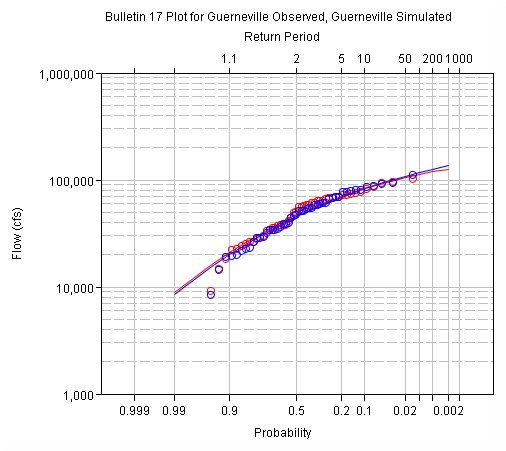 Bulletin 17 Plot for Guerneville Observed, Guerneville Simulated
Return Period
1 1.1 2 5 10 50 200 1000
1,000,000
100,000
10,000
1,000
Flow (cfs)
0.999 0.99 0.9 0.5 0.2 0.1 0.02 0.002
Probability